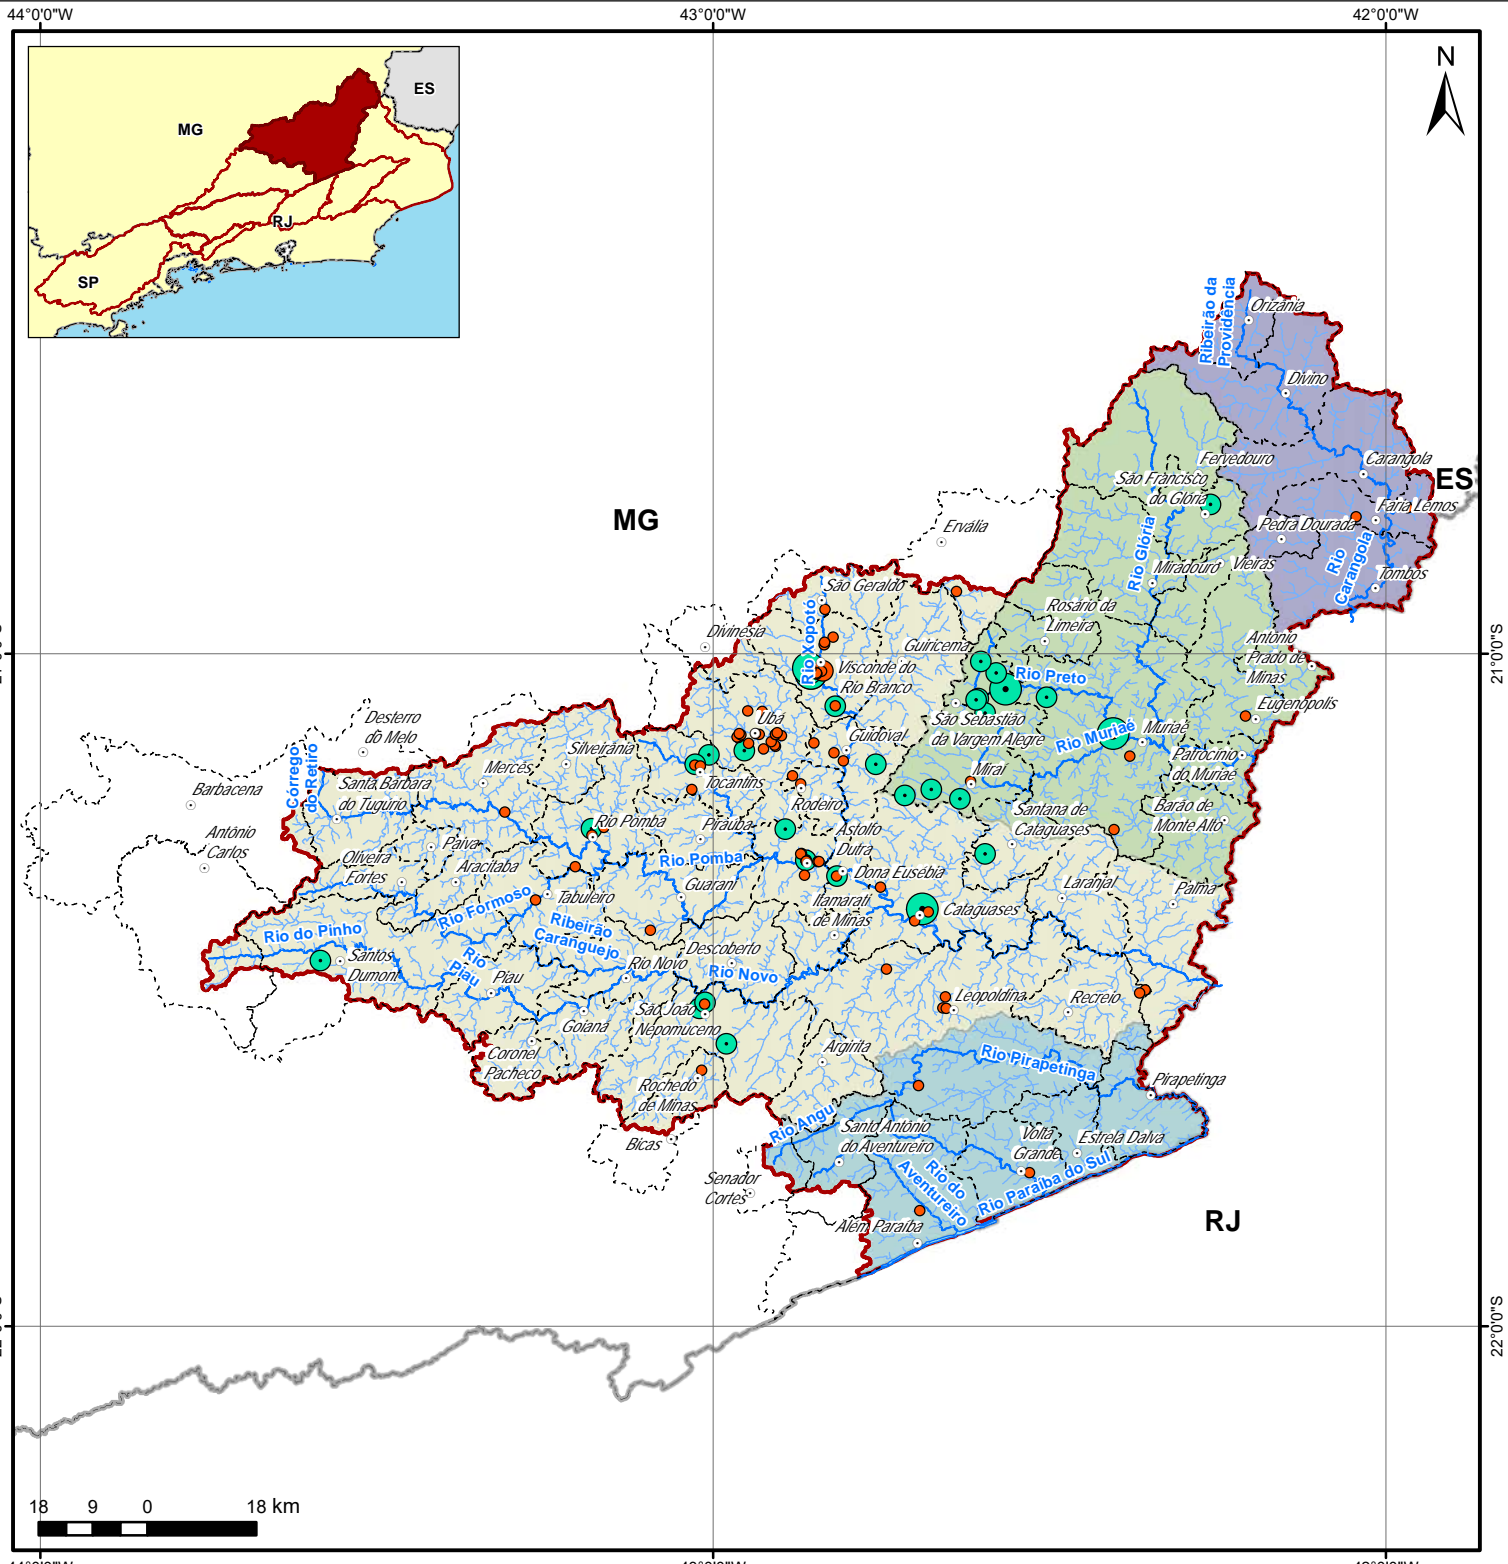 44°0'0"W
43°0'0"W
42°0'0"W
N
ES
MG
RJ
SP
Ribeirão da
Providência
Orizânia
Divino
Fervedouro
Carangola
ES
São Francisco
do Glória
Faria Lemos
MG
Ervália
Pedra Dourada
Rio Glória
Rio
Carangola
Miradouro
Vieiras
Tombos
São Geraldo
Rosário da
Limeira
Rio Xopotó
Divinésia
Guiricema
Antônio
Prado de
Minas
21°0'0"S
Visconde do
Rio Branco
Rio Preto
Eugenópolis
Desterro
do Melo
Ubá
São Sebastião
da Vargem Alegre
Rio Muriaé
Muriaé
Guidoval
Silveirânia
Córrego
do Retiro
Mercês
Patrocínio
do Muriaé
Miraí
Barbacena
Santa Bárbara
do Tugúrio
Tocantins
Rodeiro
Santana de
Cataguases
Barão de
Monte Alto
Antônio
Carlos
Rio Pomba
Piraúba
Astolfo
Dutra
Paiva
Oliveira
Fortes
Aracitaba
Rio Pomba
Dona Eusébia
Guarani
Laranjal
Palma
Rio Formoso
Tabuleiro
Itamarati
de Minas
Cataguases
Ribeirão
Caranguejo
Rio do Pinho
Santos
Dumont
Rio
Piau
Piau
Rio Novo
Descoberto
Rio Novo
Leopoldina
Recreio
Goianá
São João
Nepomuceno
Coronel
Pacheco
Argirita
Rio Pirapetinga
Pirapetinga
Rochedo
de Minas
Rio Angu
Bicas
Santo Antônio
do Aventureiro
Volta
Grande
Estrela Dalva
Senador
Cortes
Rio do
Aventureiro
Rio Paraíba do Sul
Além Paraíba
RJ
22°0'0"S
18
9
0
18 km